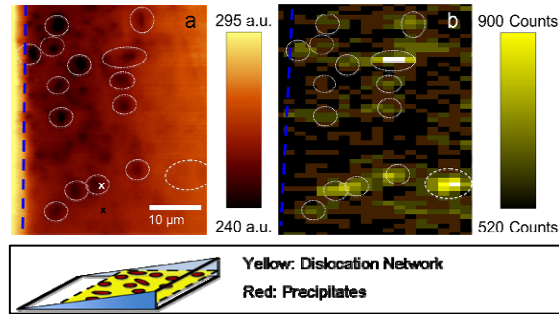 295 a.u.
a
x
x
10 µm
240 a.u.
b
900 Counts
520 Counts
Yellow: Dislocation Network
Red: Precipitates